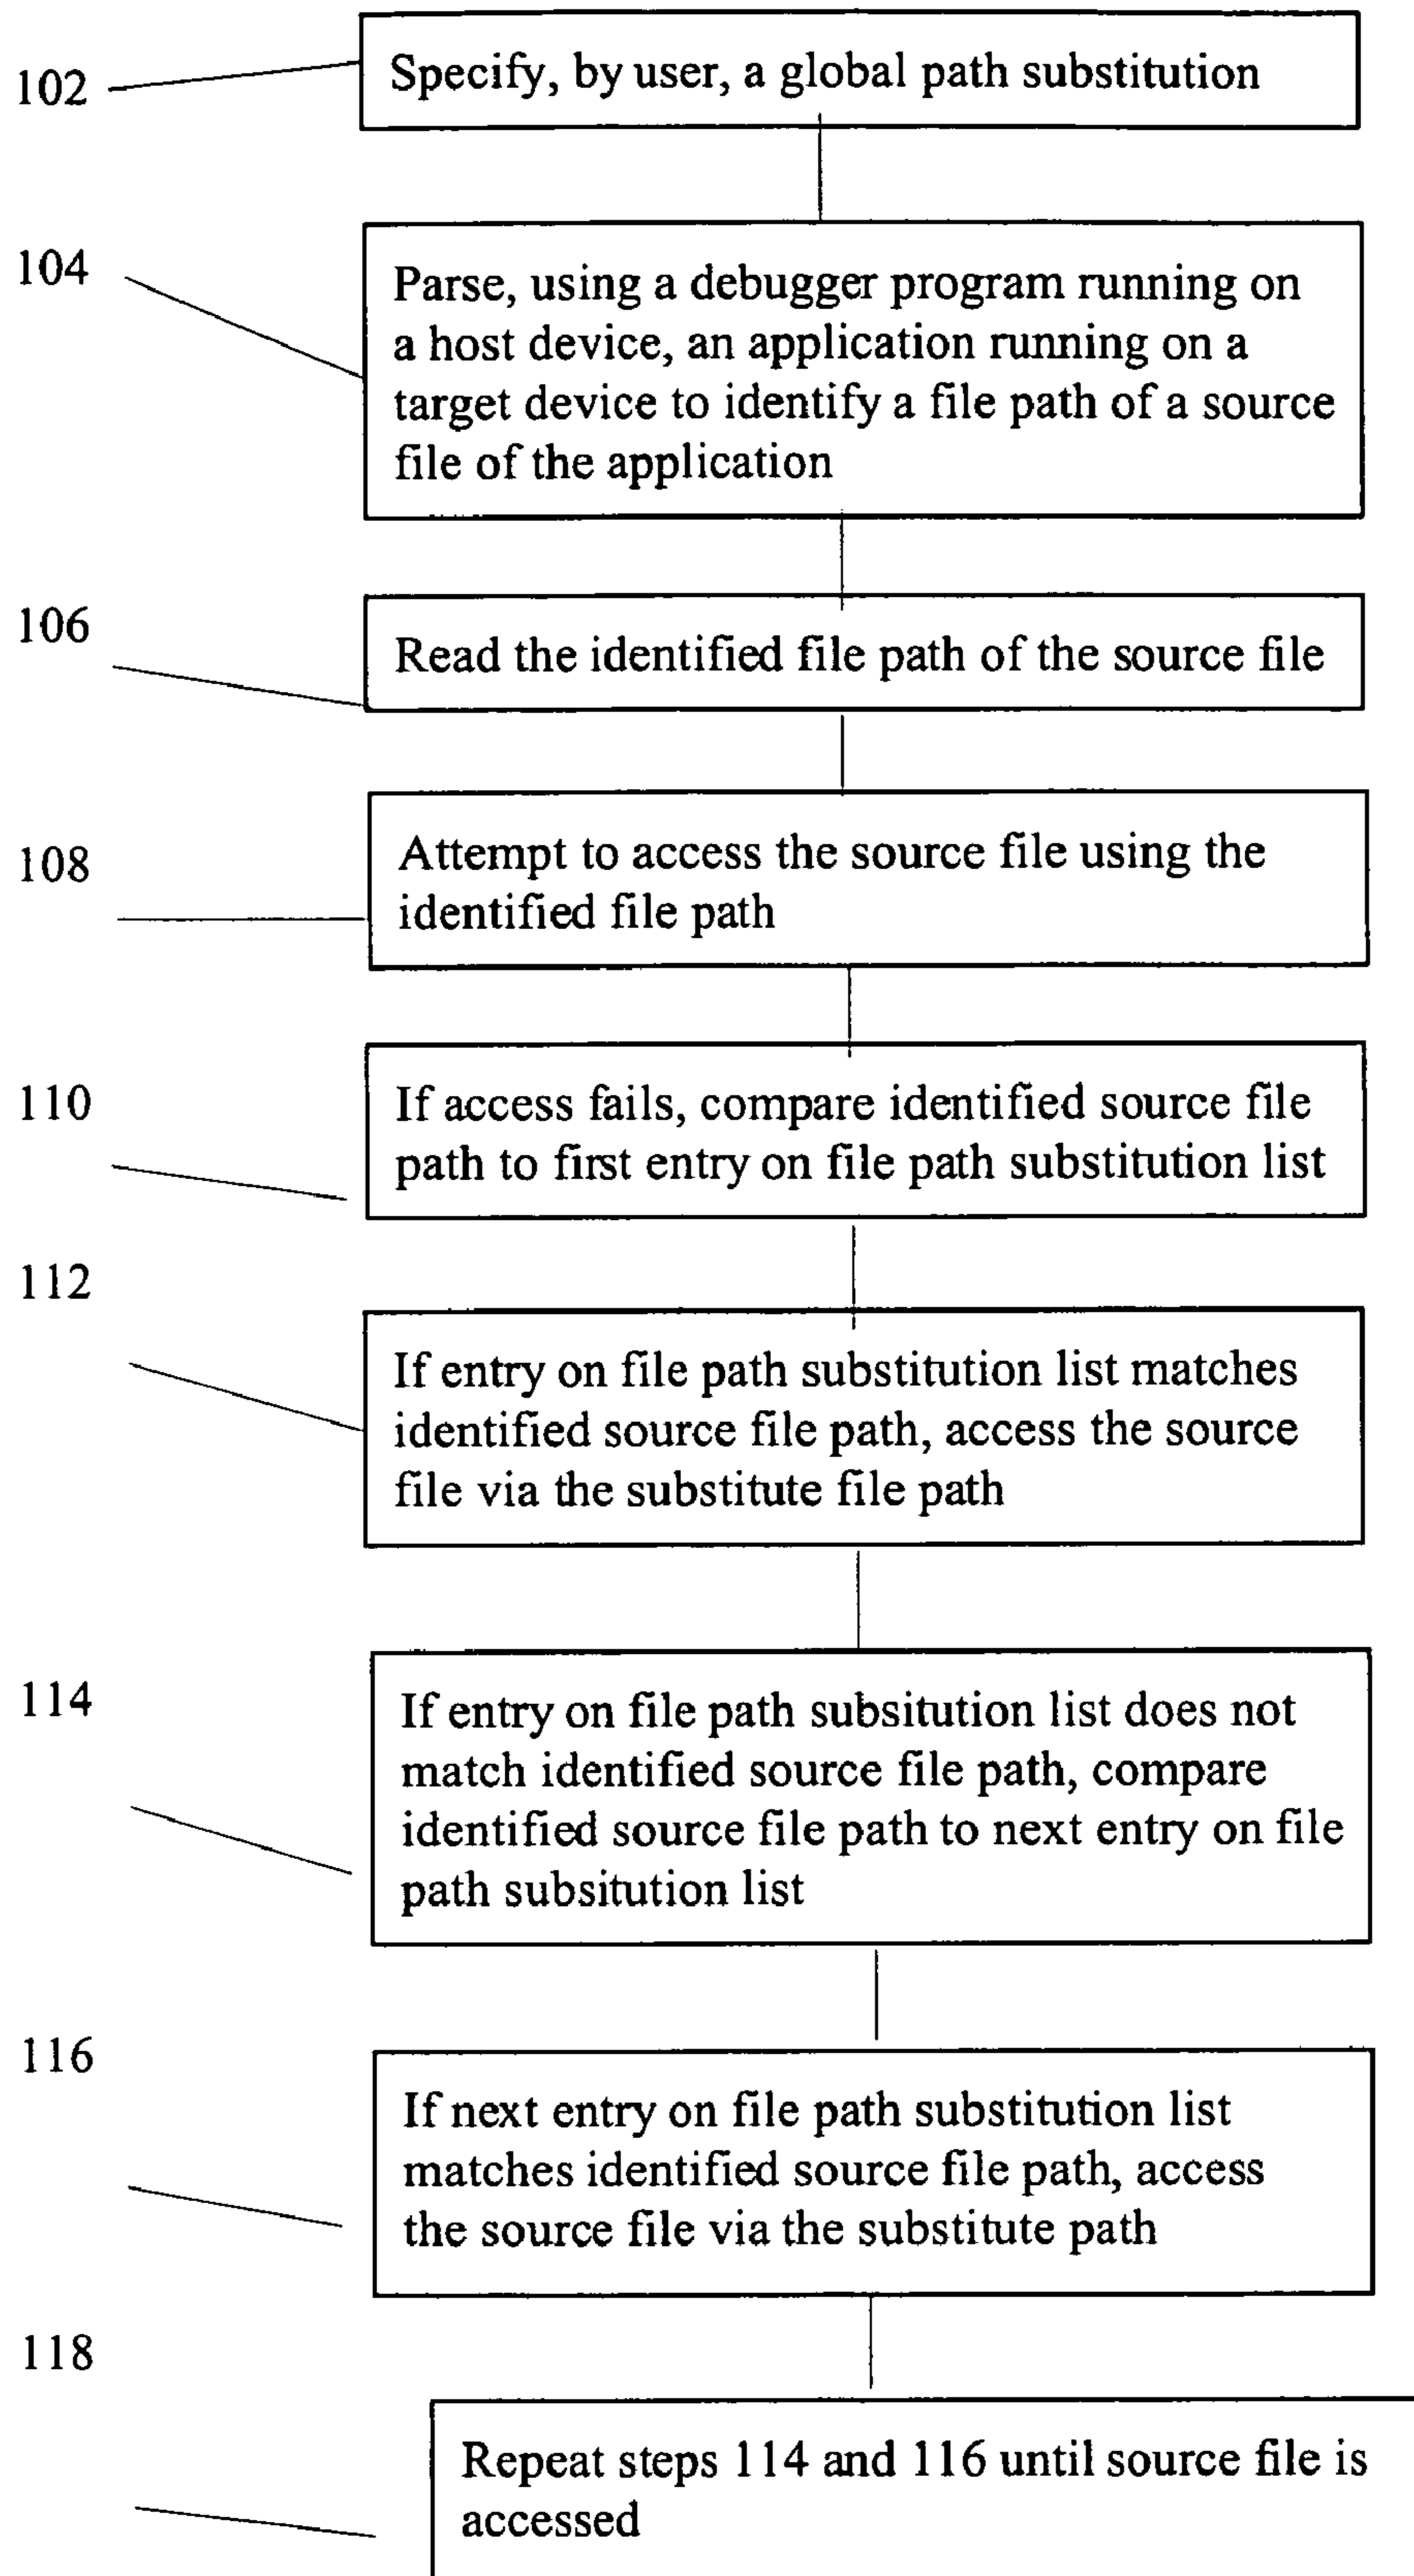 102
Specify, by user, a global path substitution
104
Parse, using a debugger program running on
a host device, an application running on a
target device to identify a file path of a source
file of the application
106
Read the identified file path of the source file
108
Attempt to access the source file using the
identified file path
110
If access fails, compare identified source file
path to first entry on file path substitution list
112
If entry on file path substitution list matches
identified source file path, access the source
file via the substitute file path
114
If entry on file path subsitution list does not
match identified source file path, compare
identified source file path to next entry on file
path subsitution list
116
If next entry on file path substitution list
matches identified source file path, access
the source file via the substitute path
118
Repeat steps 114 and 116 until source file is
accessed